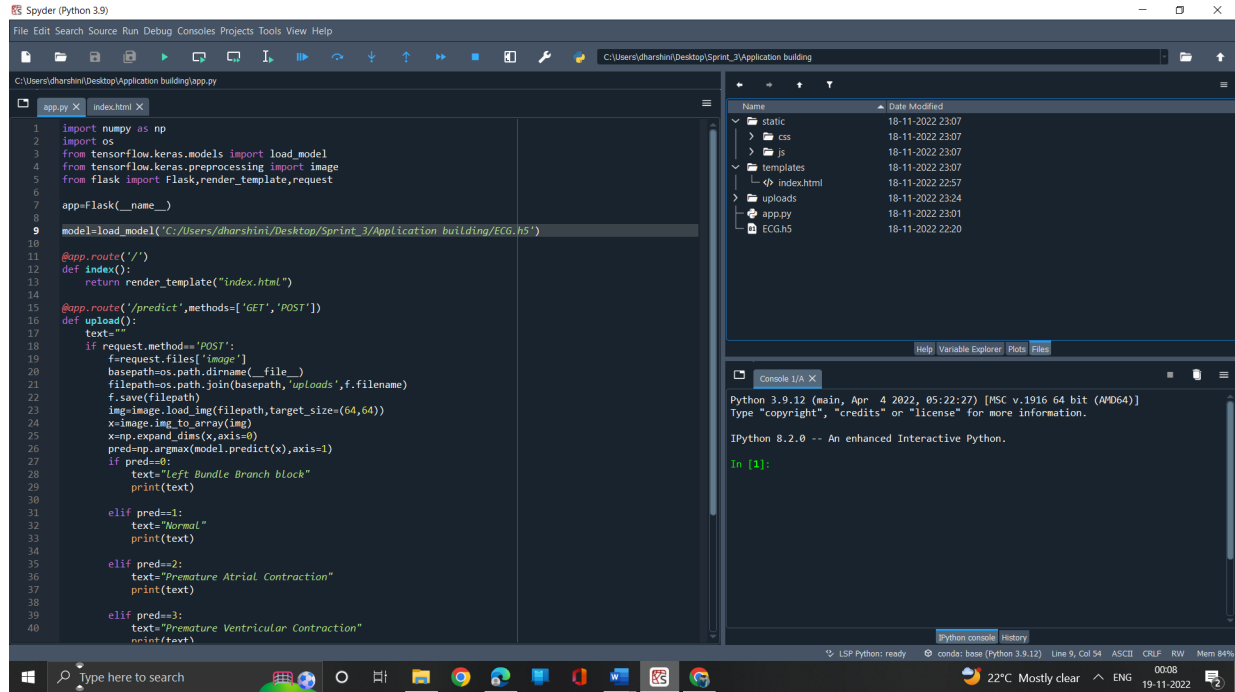 Spyder (Python 3.9)
File Edit Search Source Run Debug Consoles Projects Tools View Help
C:\Users\dharshini\Desktop\Sprint_3\Application building
C:\Users\dharshini\Desktop\Application building\app.py
app.py
index.html
1 import numpy as np
2 import os
3 from tensorflow.keras.models import load_model
4 from tensorflow.keras.preprocessing import image
5 from flask import Flask,render_template,request
6
7 app=Flask(__name__)
8
9 model=load_model('C:/Users/dharshini/Desktop/Sprint_3/Application building/ECG.h5')
10
11 @app.route('/')
12 def index():
13     return render_template("index.html")
14
15 @app.route('/predict',methods=['GET','POST'])
16 def upload():
17     text=""
18     if request.method=='POST':
19         f=request.files['image']
20         basepath=os.path.dirname(__file__)
21         filepath=os.path.join(basepath,'uploads',f.filename)
22         f.save(filepath)
23         img=image.load_img(filepath,target_size=(64,64))
24         x=image.img_to_array(img)
25         x=np.expand_dims(x,axis=0)
26         pred=np.argmax(model.predict(x),axis=1)
27         if pred==0:
28             text="left Bundle Branch block"
29             print(text)
30
31         elif pred==1:
32             text="Normal"
33             print(text)
34
35         elif pred==2:
36             text="Premature Atrial Contraction"
37             print(text)
38
39         elif pred==3:
40             text="Premature Ventricular Contraction"
print(text)
Name Date Modified
static 18-11-2022 23:07
css 18-11-2022 23:07
js 18-11-2022 23:07
templates 18-11-2022 23:07
index.html 18-11-2022 22:57
uploads 18-11-2022 23:24
app.py 18-11-2022 23:01
ECG.h5 18-11-2022 22:20
Help Variable Explorer Plots Files
Console 1/A
Python 3.9.12 (main, Apr  4 2022, 05:22:27) [MSC v.1916 64 bit (AMD64)]
Type "copyright", "credits" or "license" for more information.
IPython 8.2.0 -- An enhanced Interactive Python.
In [1]:
IPython console History
LSP Python: ready conda: base (Python 3.9.12) Line 9, Col 54 ASCII CRLF RW Mem 84%
Type here to search
22°C Mostly clear
ENG
00:08
19-11-2022
2